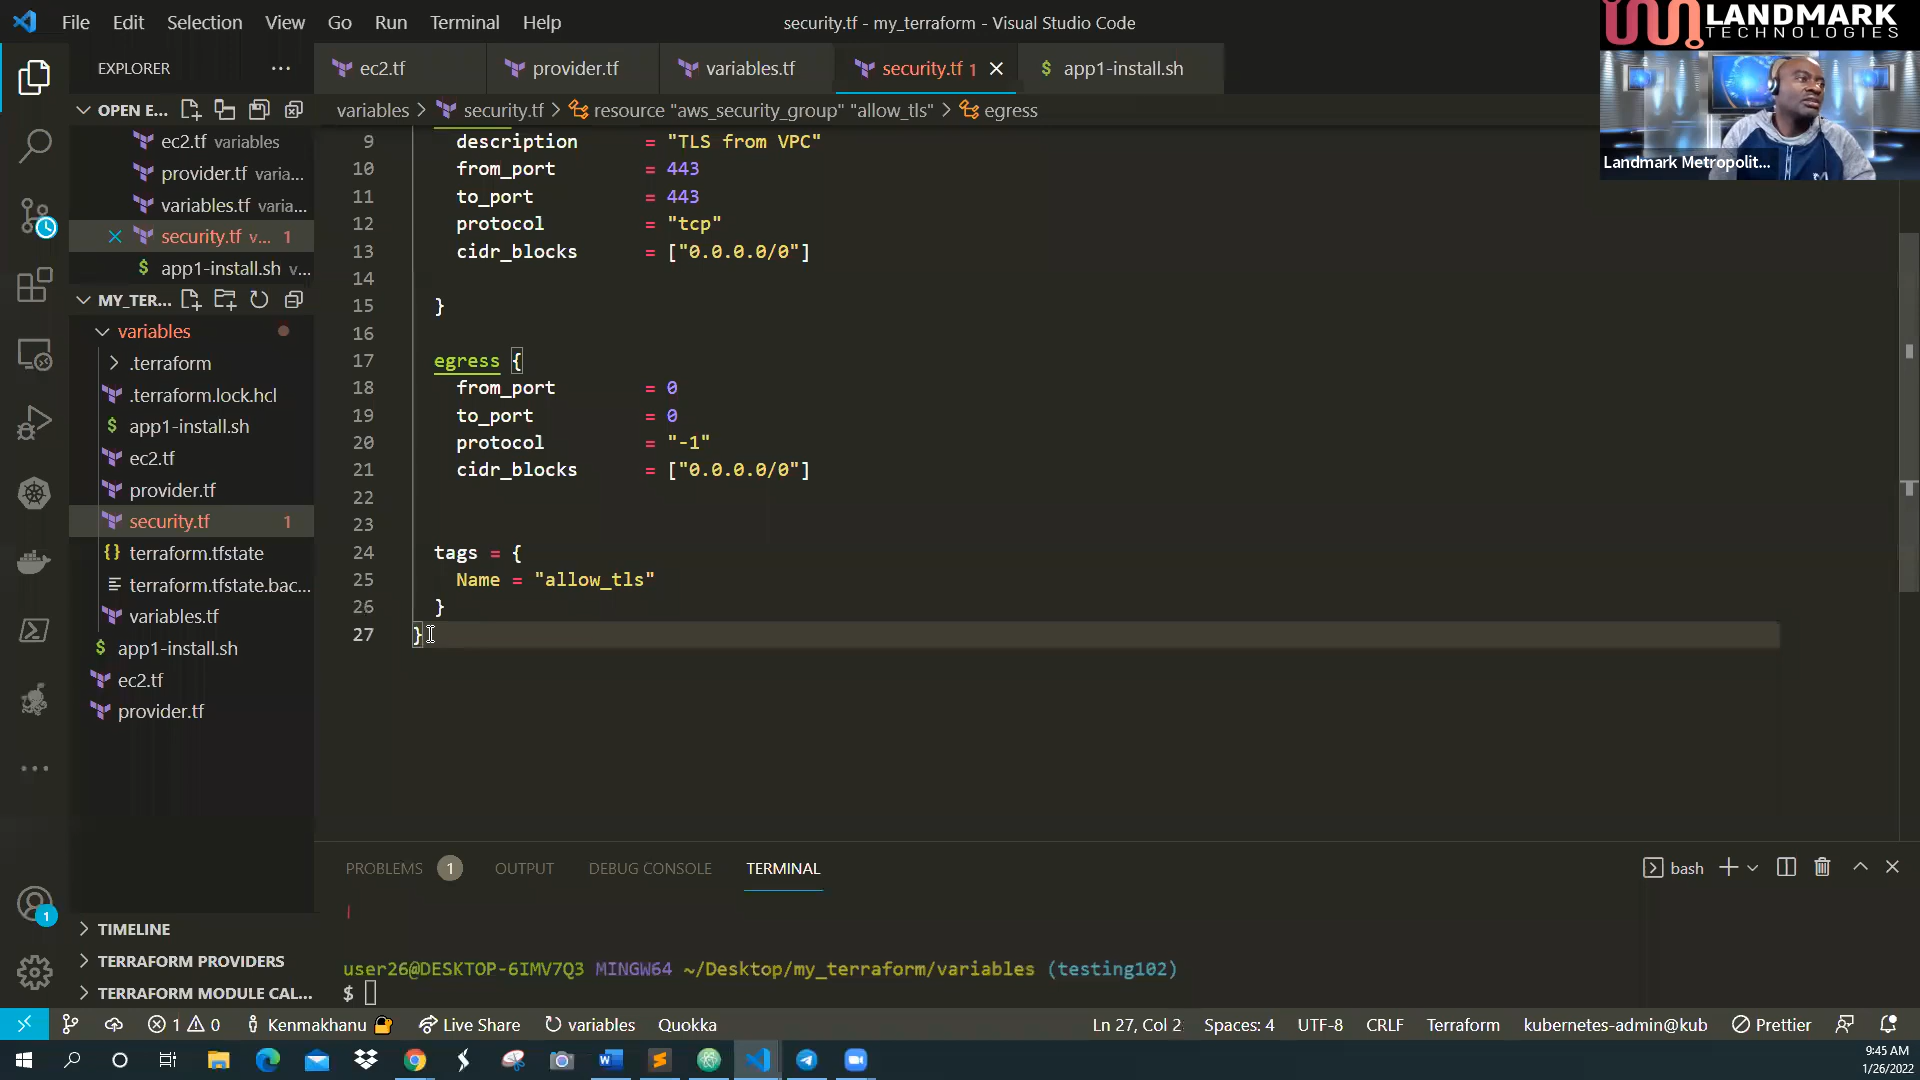 File Edit Selection View Go Run Terminal Help
security.tf - my_terraform - Visual Studio Code
LANDMARK
TECHNOLOGIES
Landmark Metropolit...
EXPLORER
ec2.tf
provider.tf
variables.tf
security.tf 1
app1-install.sh
variables > security.tf > resource "aws_security_group" "allow_tls" > egress
OPEN E...
ec2.tf variables
provider.tf varia...
variables.tf varia...
security.tf v... 1
app1-install.sh v...
MY_TER...
variables
.terraform
.terraform.lock.hcl
app1-install.sh
ec2.tf
provider.tf
security.tf 1
terraform.tfstate
terraform.tfstate.bac...
variables.tf
app1-install.sh
ec2.tf
provider.tf
TIMELINE
TERRAFORM PROVIDERS
TERRAFORM MODULE CAL...
9 description = "TLS from VPC"
10 from_port = 443
11 to_port = 443
12 protocol = "tcp"
13 cidr_blocks = ["0.0.0.0/0"]
14
15 }
16
17 egress {
18 from_port = 0
19 to_port = 0
20 protocol = "-1"
21 cidr_blocks = ["0.0.0.0/0"]
22
23
24 tags = {
25 Name = "allow_tls"
26 }
27 }
PROBLEMS 1 OUTPUT DEBUG CONSOLE TERMINAL
bash
user26@DESKTOP-6IMV7Q3 MINGW64 ~/Desktop/my_terraform/variables (testing102)
$
1 0 Kenmakhanu Live Share variables Quokka
Ln 27, Col 2 Spaces: 4 UTF-8 CRLF Terraform kubernetes-admin@kub Prettier
1
9:45 AM
1/26/2022